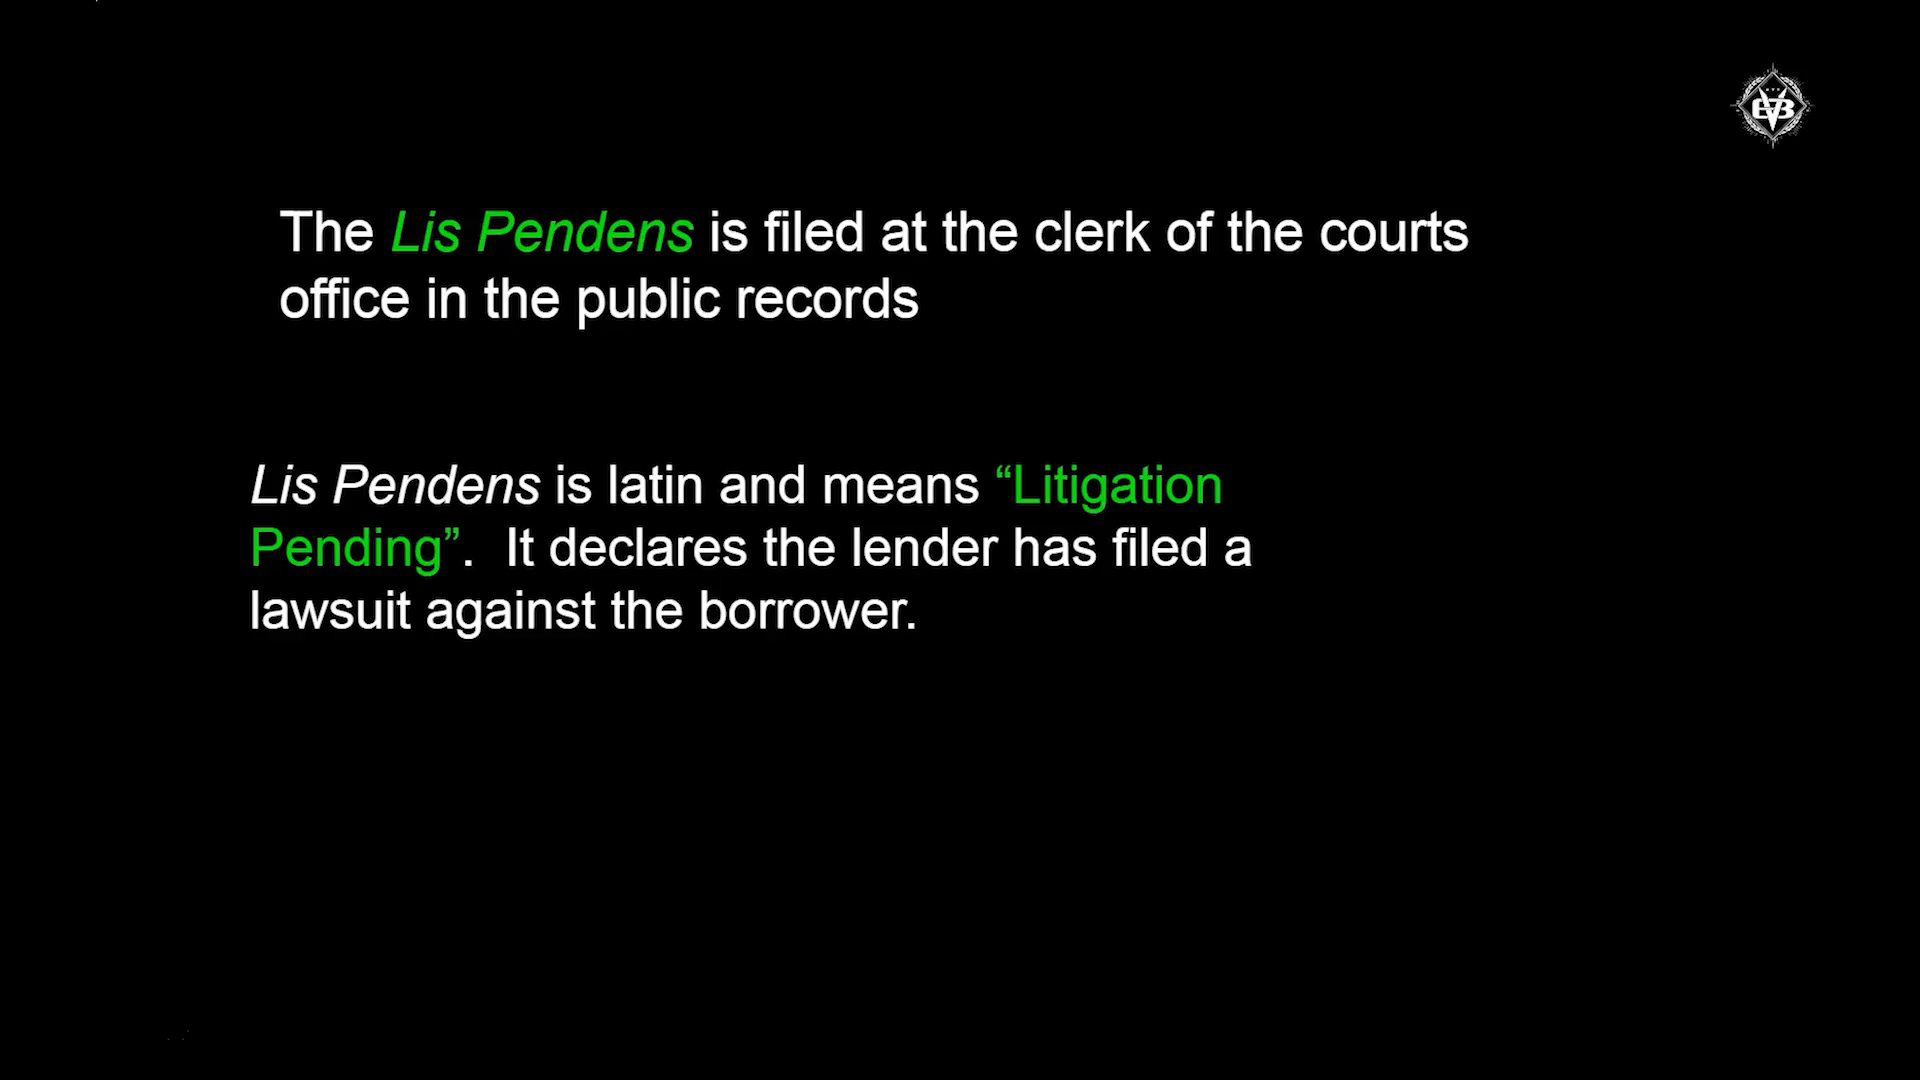 The Lis Pendens is filed at the clerk of the courts
office in the public records
Lis Pendens is latin and means “Litigation
Pending”.  It declares the lender has filed a
lawsuit against the borrower.